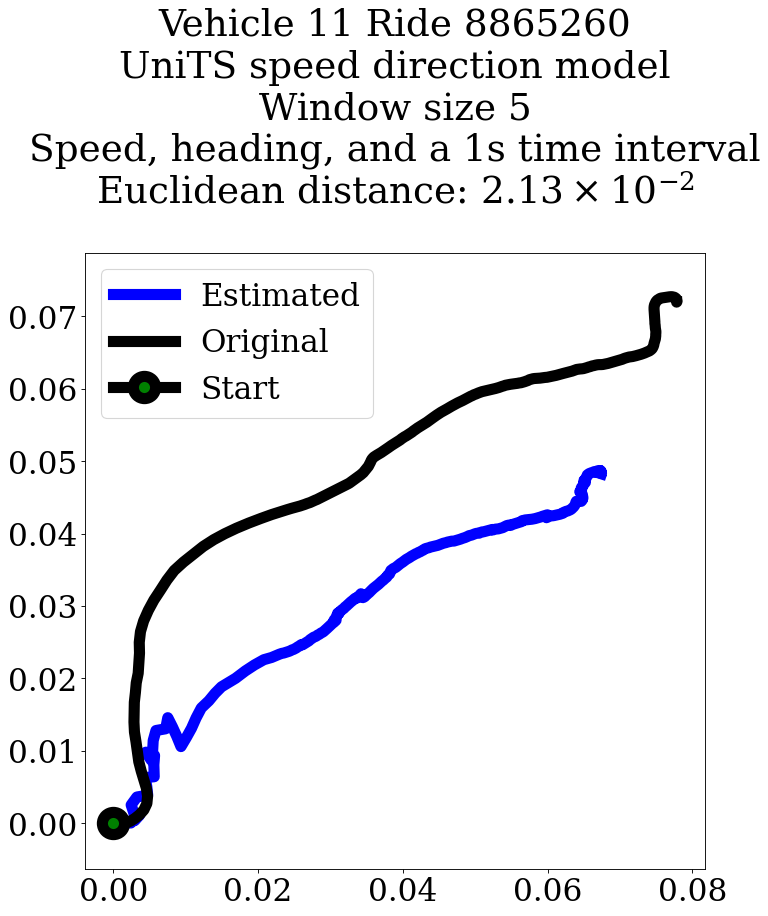 Vehicle 11 Ride 8865260
UniTS speed direction model
Window size 5
Speed, heading, and a 1s time interval
Euclidean distance: 2.13 × 10⁻²
Estimated
Original
Start
0.07
0.06
0.05
0.04
0.03
0.02
0.01
0.00
0.00 0.02 0.04 0.06 0.08